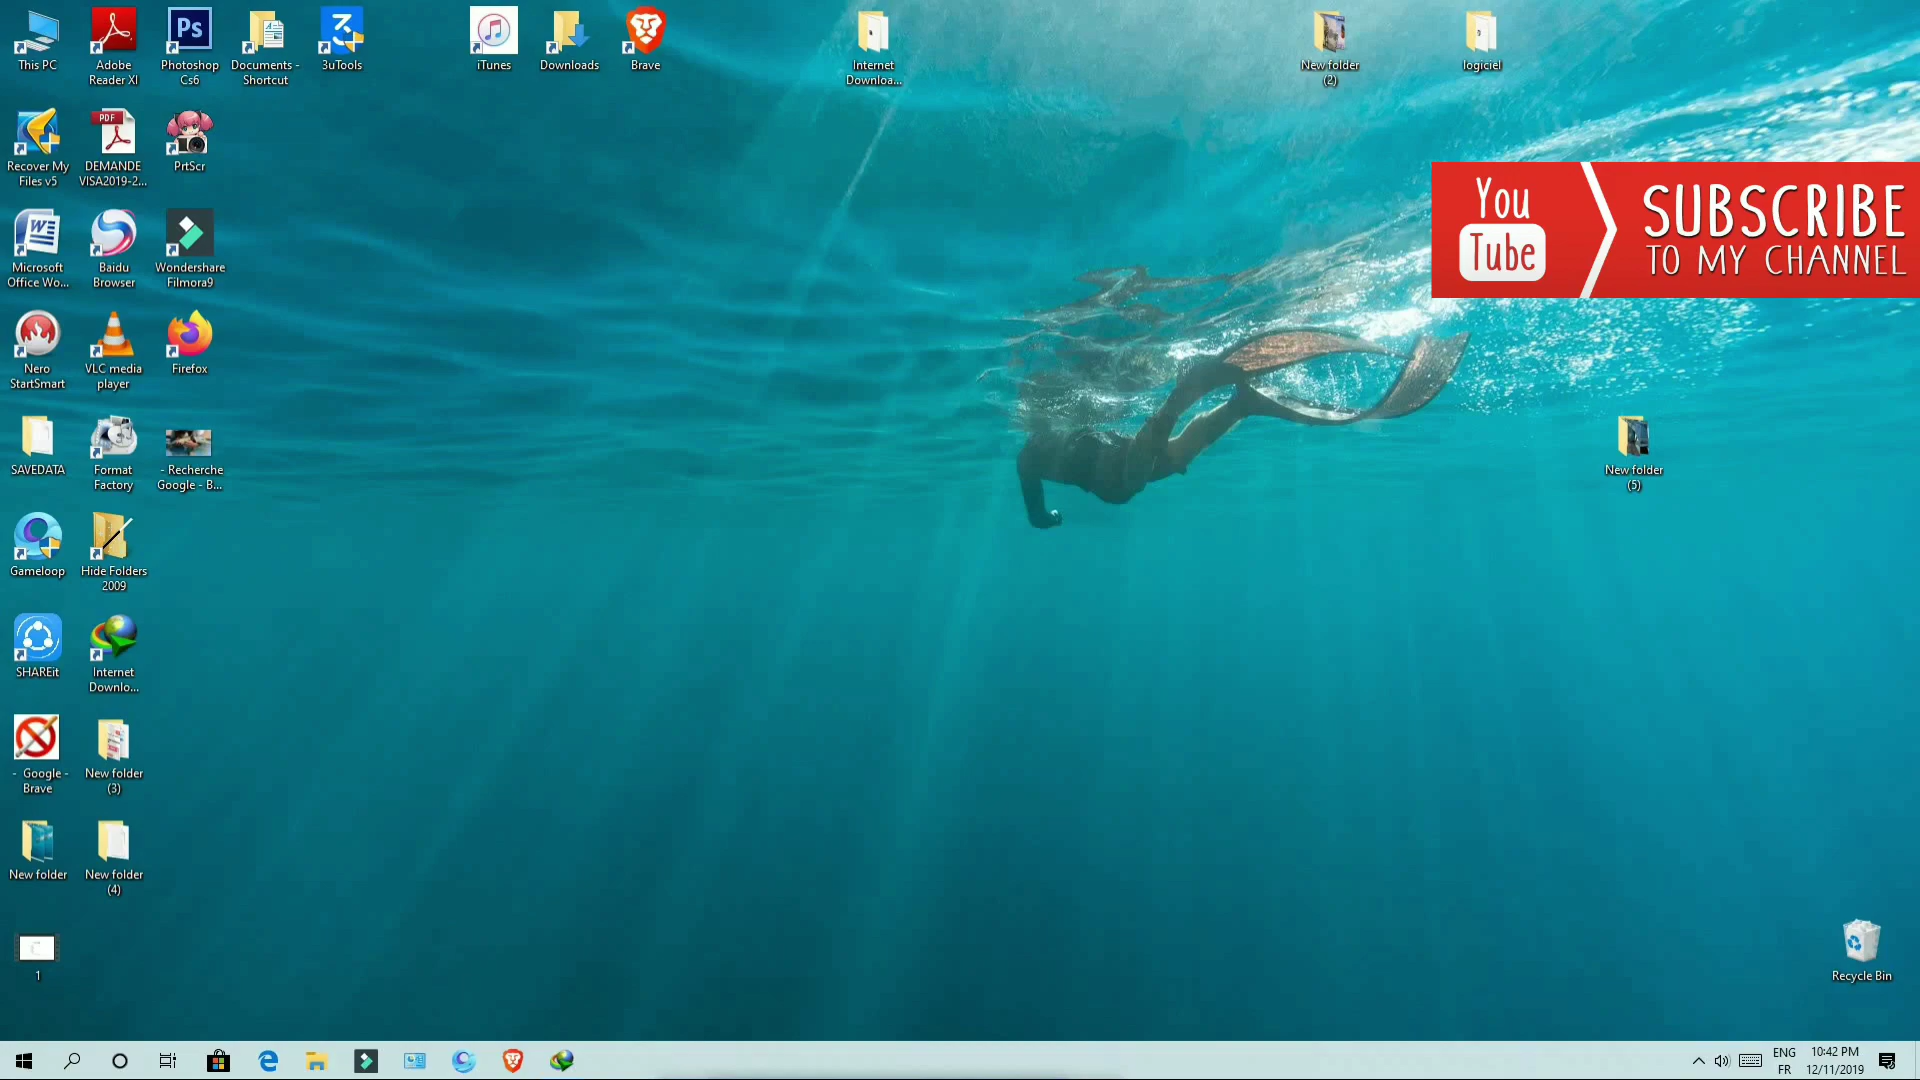 This PC
Adobe
Reader XI
Ps
Photoshop
Cs6
Documents -
Shortcut
3uTools
iTunes
Downloads
Brave
Internet
Downloa...
New folder
(2)
logiciel
Recover My
Files v5
PDF
DEMANDE
VISA2019-2...
PrtScr
You
Tube
SUBSCRIBE
TO MY CHANNEL
W
Microsoft
Office Wo...
Baidu
Browser
Wondershare
Filmora9
Nero
StartSmart
VLC media
player
Firefox
SAVEDATA
Format
Factory
- Recherche
Google - B...
New folder
(5)
Gameloop
Hide Folders
2009
SHAREit
Internet
Downlo...
- Google -
Brave
New folder
(3)
New folder
New folder
(4)
1
Recycle Bin
ENG
FR
10:42 PM
12/11/2019